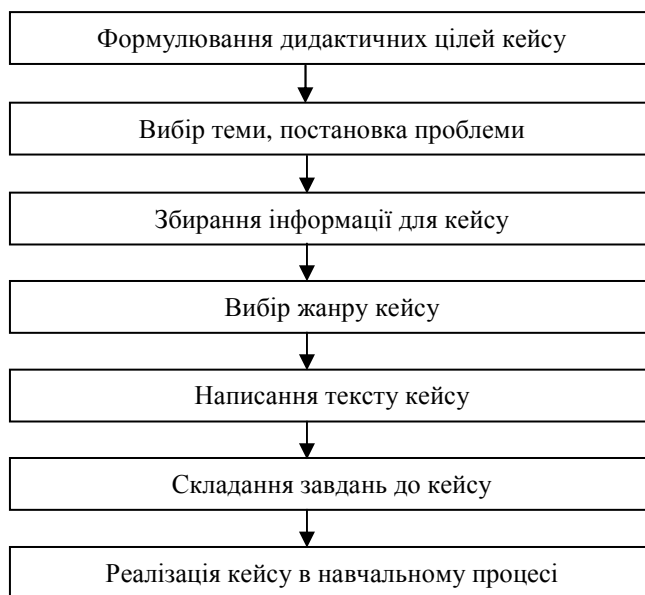 Формулювання дидактичних цілей кейсу
Вибір теми, постановка проблеми
Збирання інформації для кейсу
Вибір жанру кейсу
Написання тексту кейсу
Складання завдань до кейсу
Реалізація кейсу в навчальному процесі